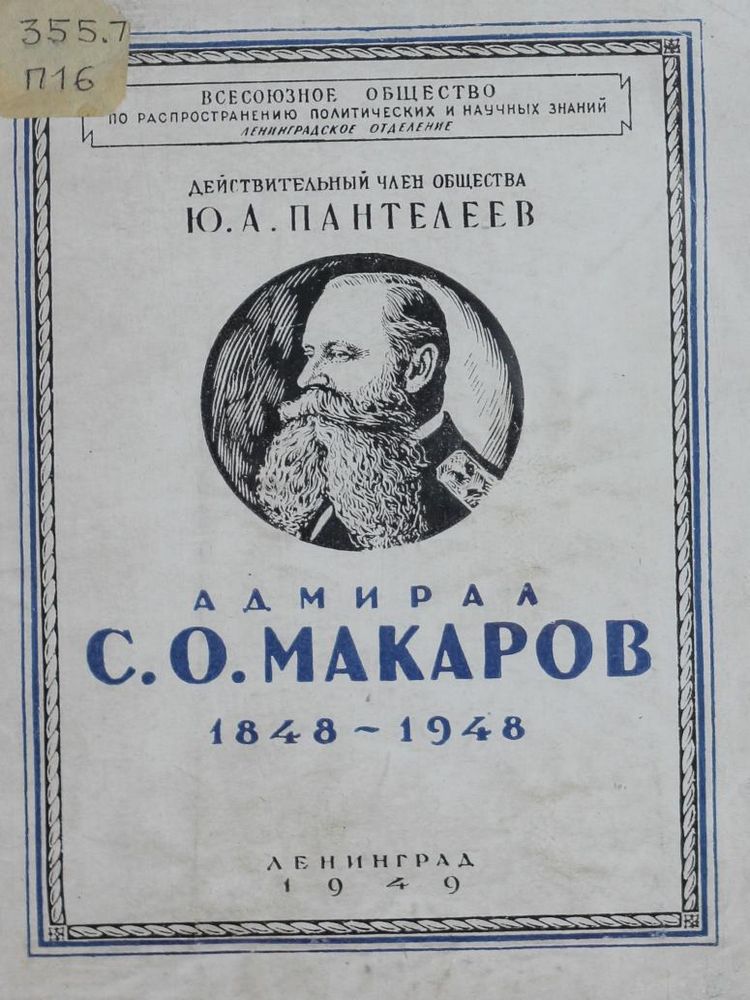 355.7
П16
ВСЕСОЮЗНОЕ ОБЩЕСТВО
ПО РАСПРОСТРАНЕНИЮ ПОЛИТИЧЕСКИХ И НАУЧНЫХ ЗНАНИЙ
ЛЕНИНГРАДСКОЕ ОТДЕЛЕНИЕ
ДЕЙСТВИТЕЛЬНЫЙ ЧЛЕН ОБЩЕСТВА
Ю.А.ПАНТЕЛЕЕВ
АДМИРАЛ
С.О.МАКАРОВ
1848~1948
ЛЕНИНГРАД
1949